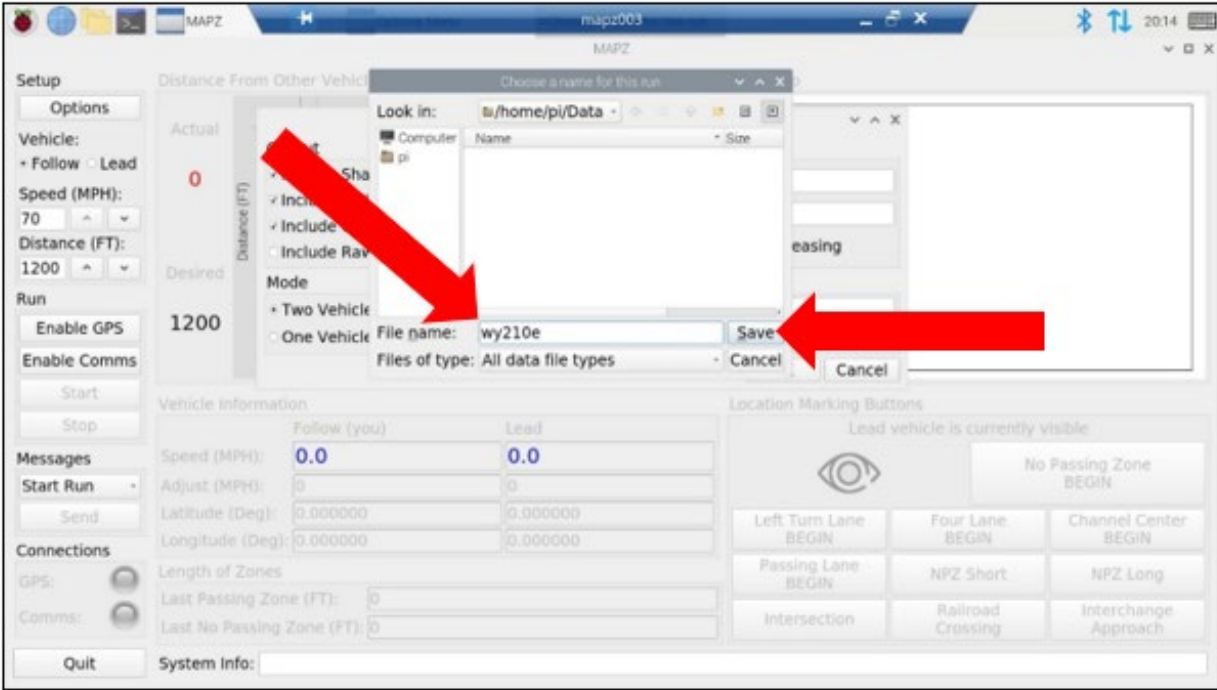 MAPZ
mapz003
20:14
MAPZ
Setup
Options
Vehicle:
Follow Lead
Speed (MPH):
70
Distance (FT):
1200
Run
Enable GPS
Enable Comms
Start
Stop
Messages
Start Run
Send
Connections
GPS:
Comms:
Quit
Distance From Other Vehicl
Actual
0
Desired
1200
Distance (FT)
Sha
Include
Include Rav
Mode
Two Vehicle
One Vehicle
Choose a name for this run
Look in: /home/pi/Data
Computer
pi
Name Size
File name: wy210e Save
Files of type: All data file types Cancel
easing
Cancel
Vehicle Information
Follow (you) Lead
Speed (MPH): 0.0 0.0
Adjust (MPH): 0 0
Latitude (Deg): 0.000000 0.000000
Longitude (Deg): 0.000000 0.000000
Length of Zones
Last Passing Zone (FT): 0
Last No Passing Zone (FT): 0
Location Marking Buttons
Lead vehicle is currently visible
No Passing Zone
BEGIN
Left Turn Lane
BEGIN
Four Lane
BEGIN
Channel Center
BEGIN
Passing Lane
BEGIN
NPZ Short
NPZ Long
Intersection
Railroad
Crossing
Interchange
Approach
System Info: